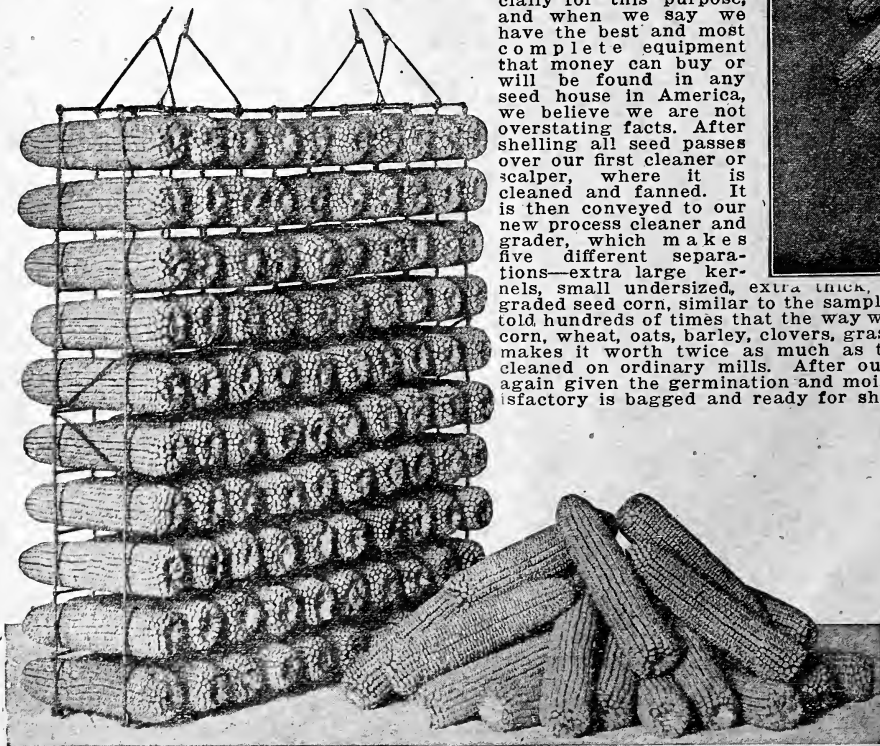 cially for this purpose,
and when we say we
have the best and most
complete equipment
that money can buy or
will be found in any
seed house in America,
we believe we are not
overstating facts. After
shelling all seed passes
over our first cleaner or
scalper, where it is
cleaned and fanned. It
is then conveyed to our
new process cleaner and
grader, which makes
five different separa-
tions—extra large ker-
nels, small undersized, extra thick,
graded seed corn, similar to the sampl
told hundreds of times that the way w
corn, wheat, oats, barley, clovers, gras
makes it worth twice as much as t
cleaned on ordinary mills. After ou
again given the germination and moi
isfactory is bagged and ready for sh